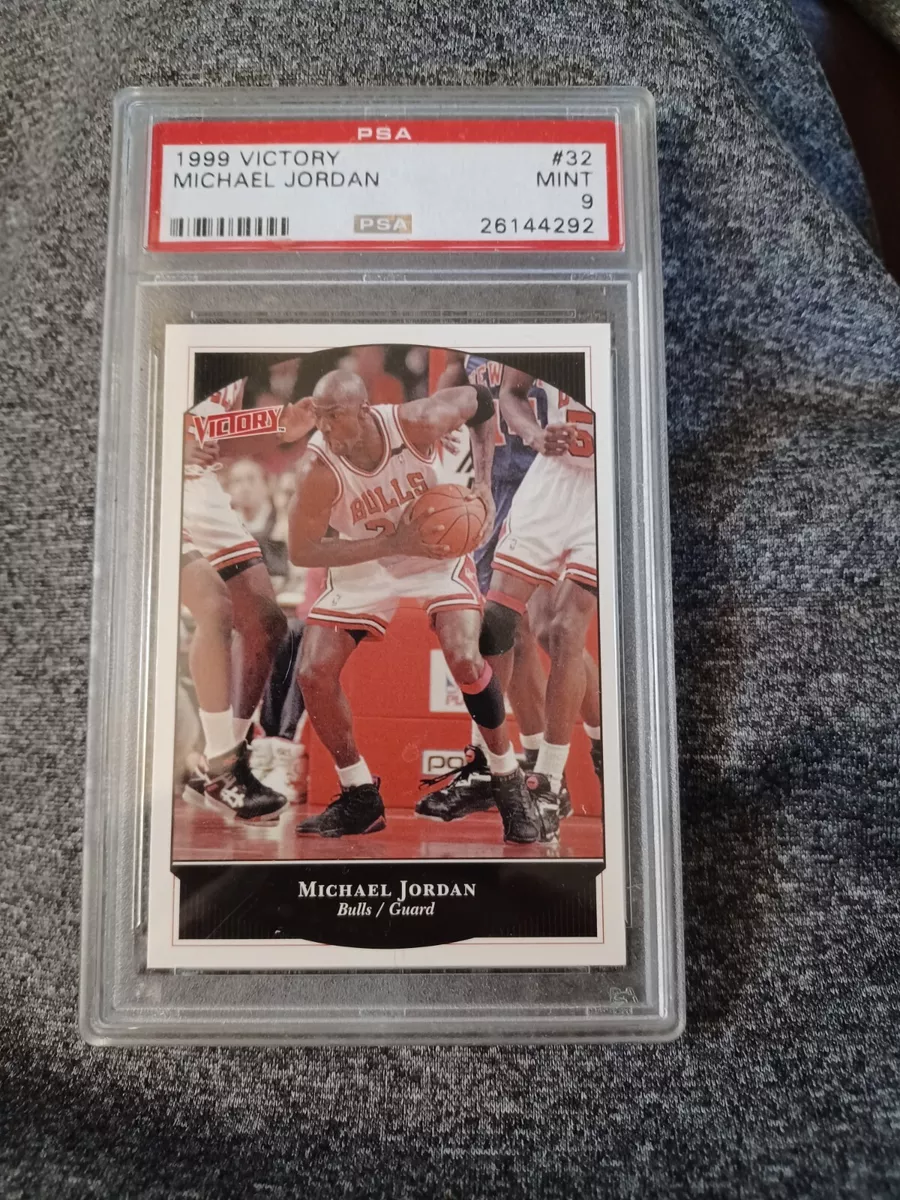 PSA
1999 VICTORY #32
MICHAEL JORDAN MINT
9
PSA 26144292
VICTORY
BULLS
MICHAEL JORDAN
Bulls / Guard